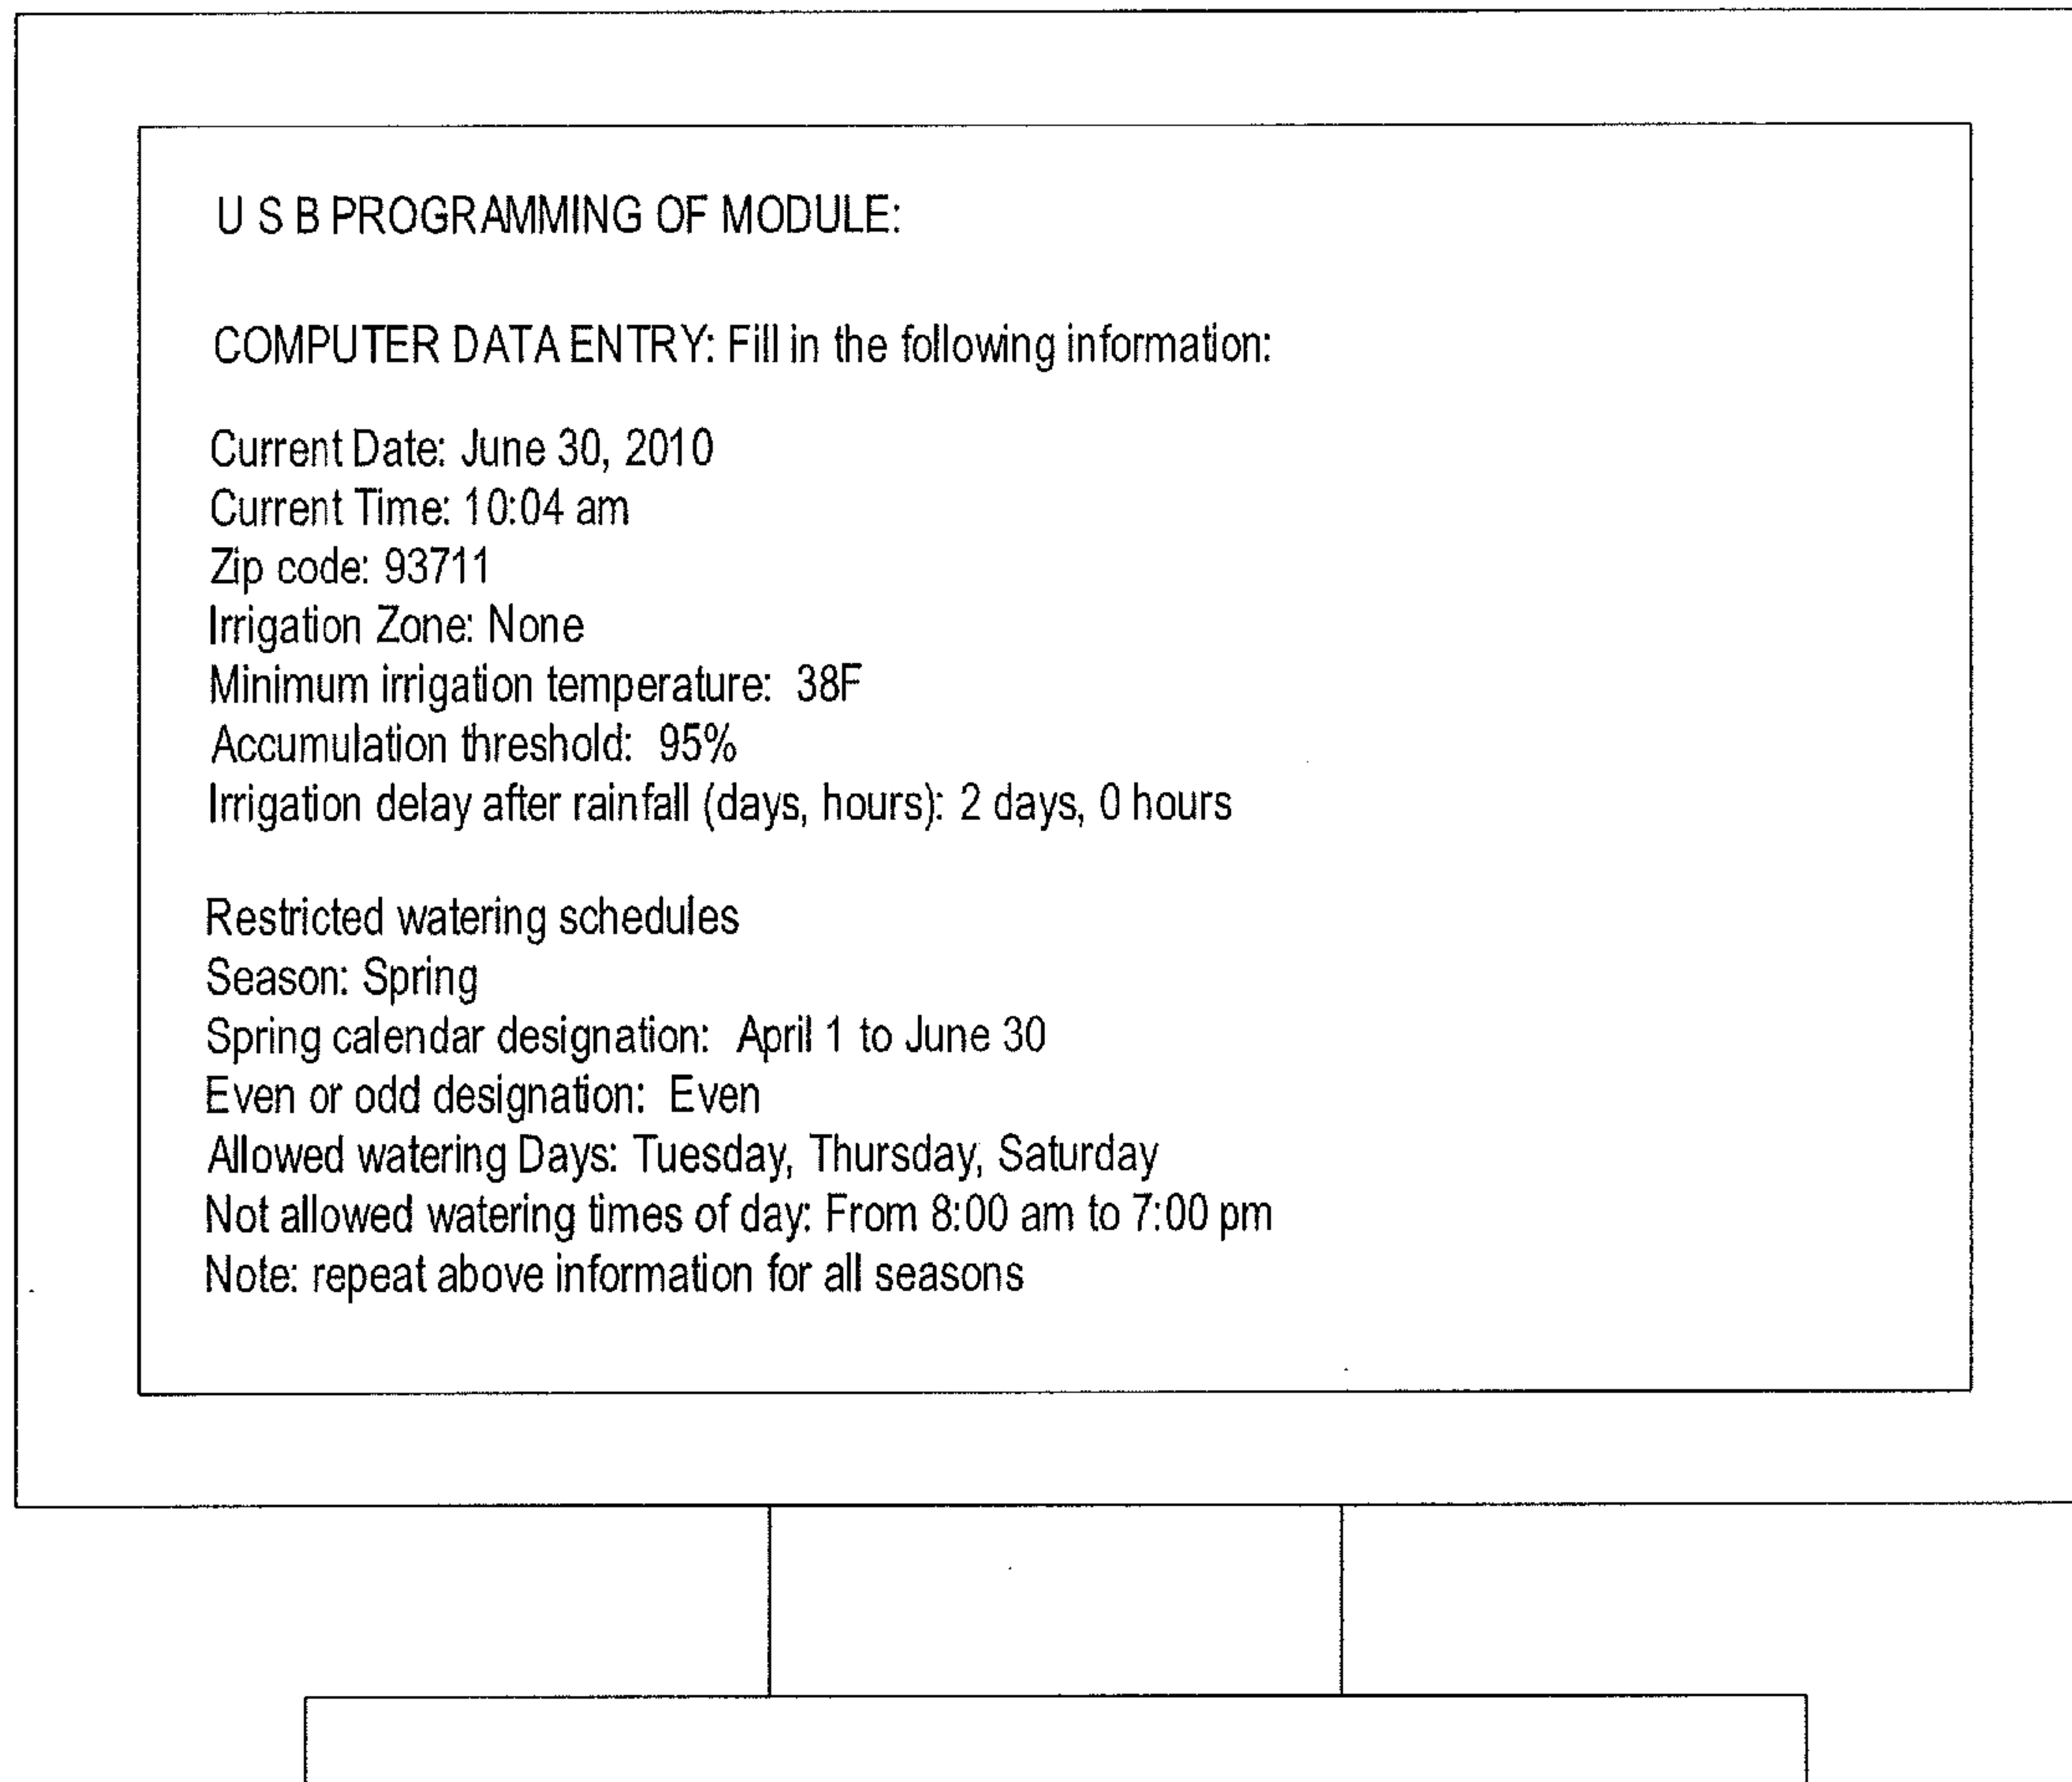 U S B PROGRAMMING OF MODULE:
COMPUTER DATA ENTRY: Fill in the following information:
Current Date: June 30, 2010
Current Time: 10:04 am
Zip code: 93711
Irrigation Zone: None
Minimum irrigation temperature: 38F
Accumulation threshold: 95%
Irrigation delay after rainfall (days, hours): 2 days, 0 hours
Restricted watering schedules
Season: Spring
Spring calendar designation: April 1 to June 30
Even or odd designation: Even
Allowed watering Days: Tuesday, Thursday, Saturday
Not allowed watering times of day: From 8:00 am to 7:00 pm
Note: repeat above information for all seasons